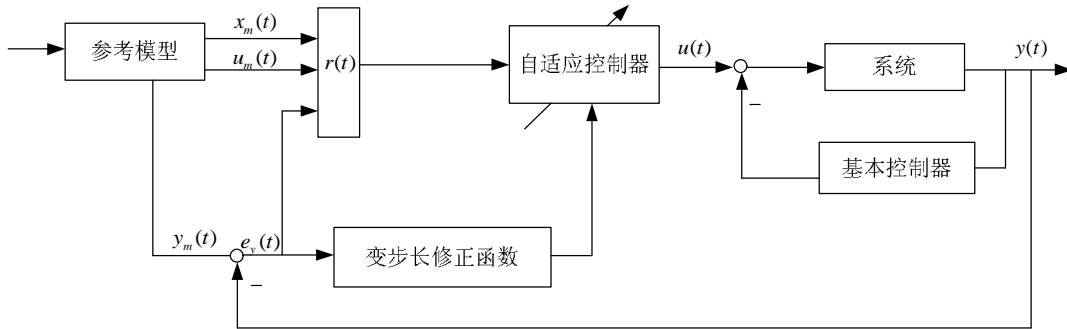 x_m(t)
参考模型
u_m(t)
r(t)
自适应控制器
u(t)
系统
y(t)
−
基本控制器
y_m(t)
e_y(t)
变步长修正函数
−